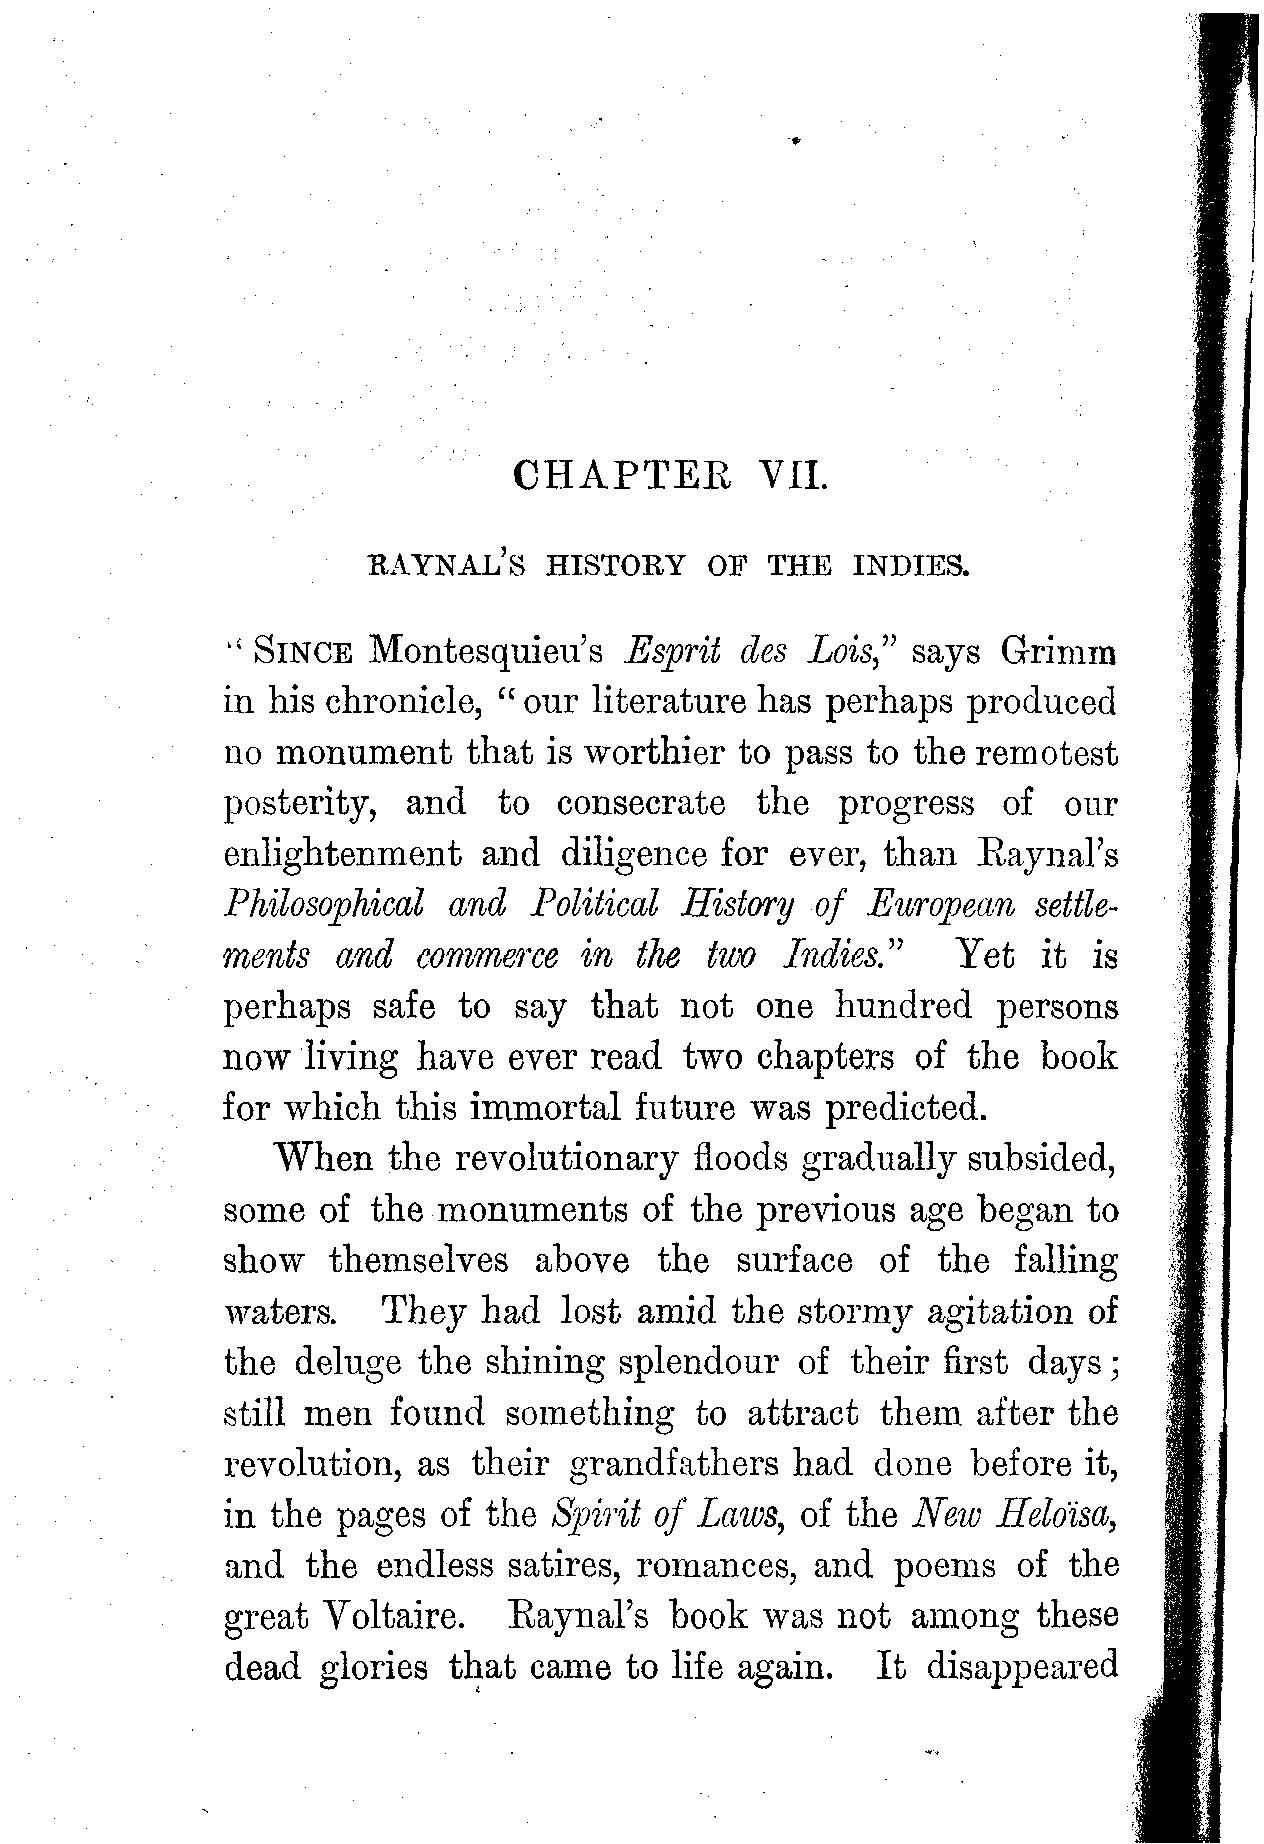 CHAPTER VII.
RAYNAL'S HISTORY OF THE INDIES.
“ SINCE Montesquieu's Esprit des Lois,” says Grimm
in his chronicle, “ our literature has perhaps produced
no monument that is worthier to pass to the remotest
posterity, and to consecrate the progress of our
enlightenment and diligence for ever, than Raynal's
Philosophical and Political History of European settle-
ments and commerce in the two Indies.” Yet it is
perhaps safe to say that not one hundred persons
now living have ever read two chapters of the book
for which this immortal future was predicted.
When the revolutionary floods gradually subsided,
some of the monuments of the previous age began to
show themselves above the surface of the falling
waters. They had lost amid the stormy agitation of
the deluge the shining splendour of their first days ;
still men found something to attract them after the
revolution, as their grandfathers had done before it,
in the pages of the Spirit of Laws, of the New Heloïsa,
and the endless satires, romances, and poems of the
great Voltaire. Raynal's book was not among these
dead glories that came to life again. It disappeared